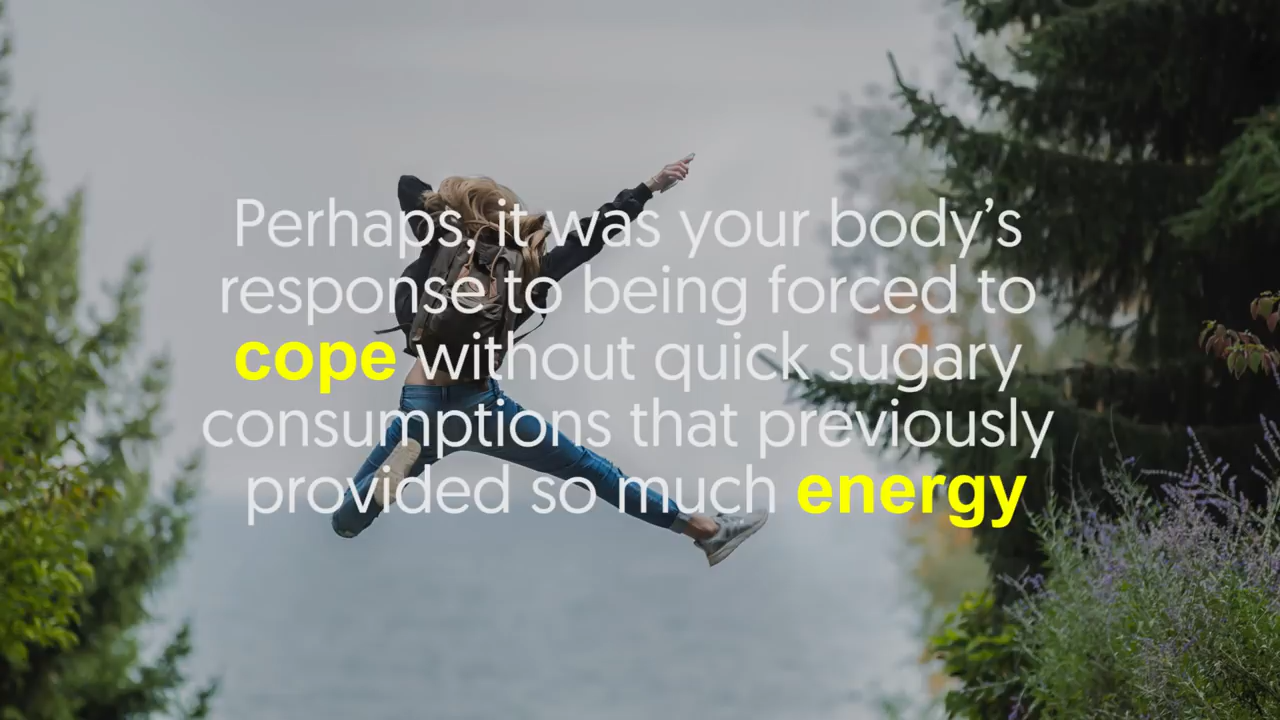 Perhaps, it was your body’s
response to being forced to
cope without quick sugary
consumptions that previously
provided so much energy